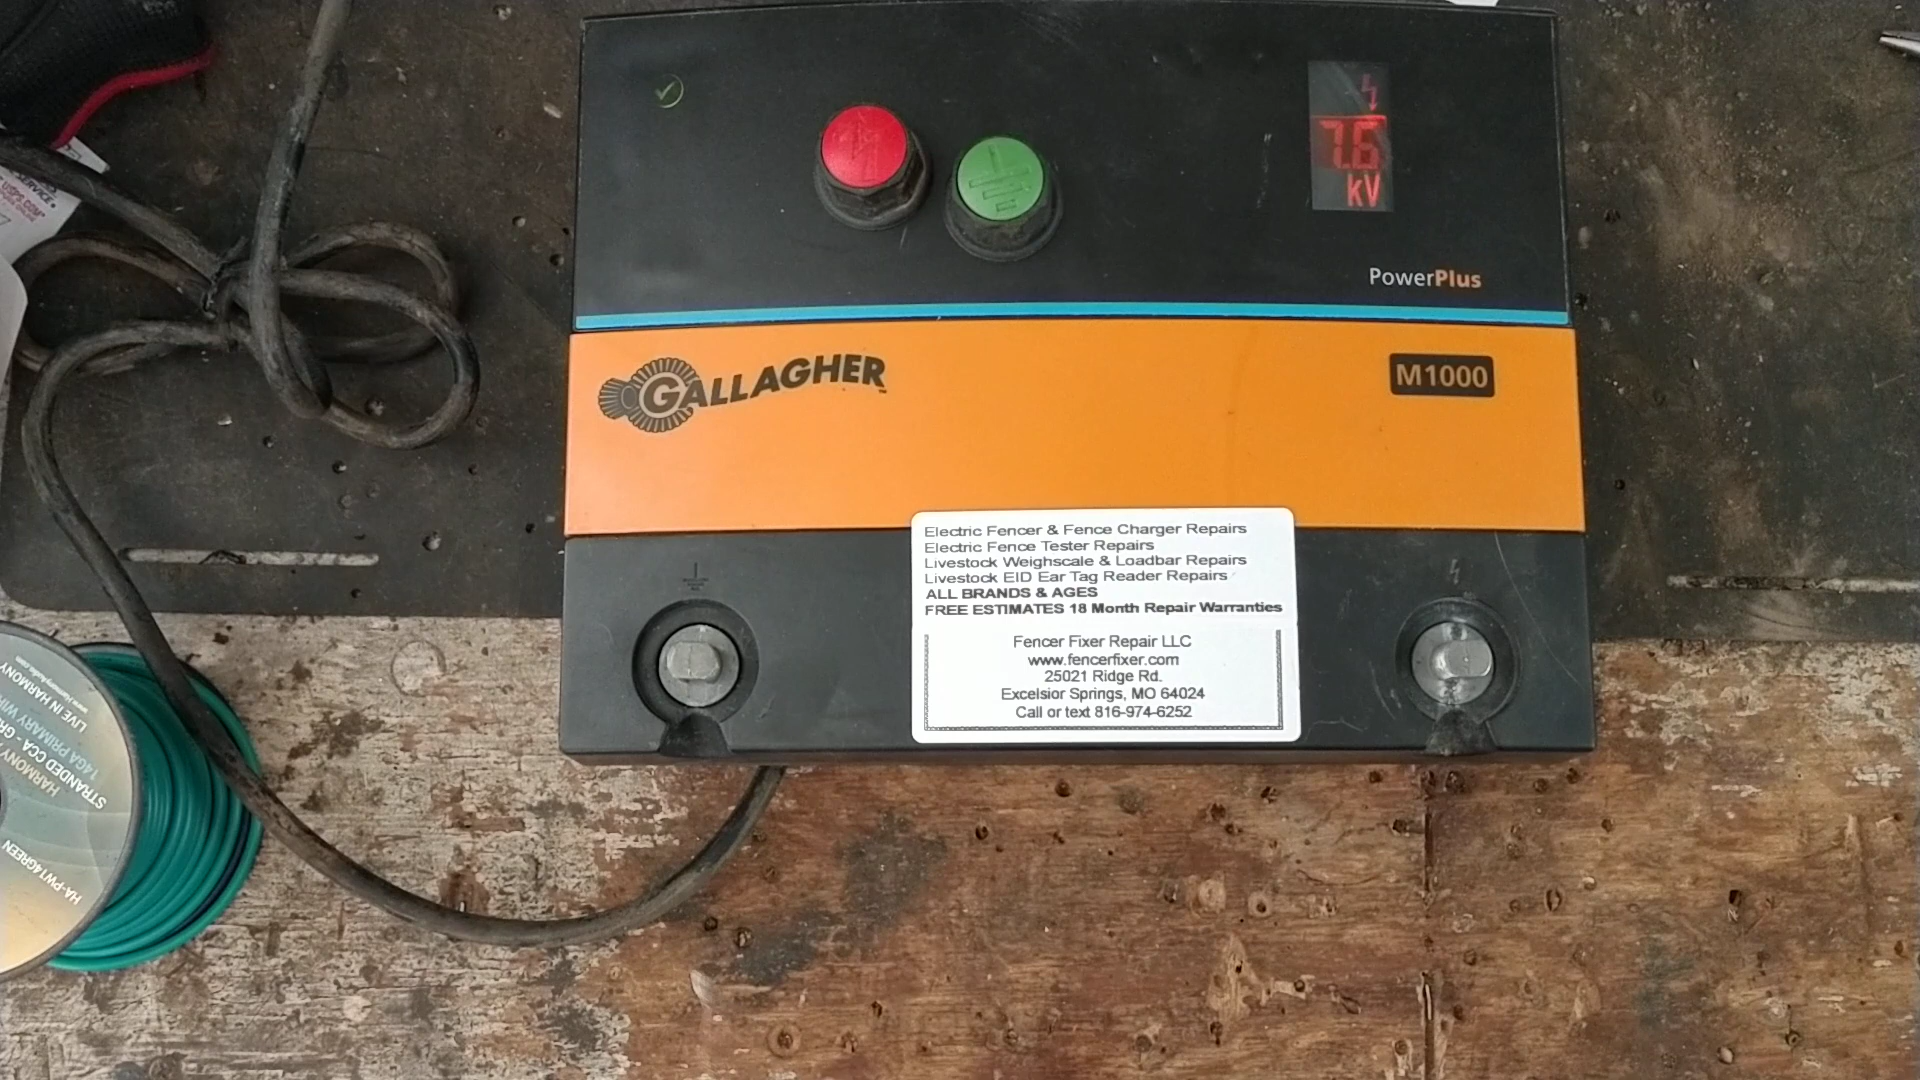 7.6
kV
PowerPlus
GALLAGHER
M1000
Electric Fencer & Fence Charger Repairs
Electric Fence Tester Repairs
Livestock Weighscale & Loadbar Repairs
Livestock EID Ear Tag Reader Repairs
ALL BRANDS & AGES
FREE ESTIMATES 18 Month Repair Warranties
Fencer Fixer Repair LLC
www.fencerfixer.com
25021 Ridge Rd.
Excelsior Springs, MO 64024
Call or text 816-974-6252
SERVICE.
LIVE IN HARMONY
14GA PRIMARY
STRANDED CCA - 
HARMONY
HA-PW14GREEN